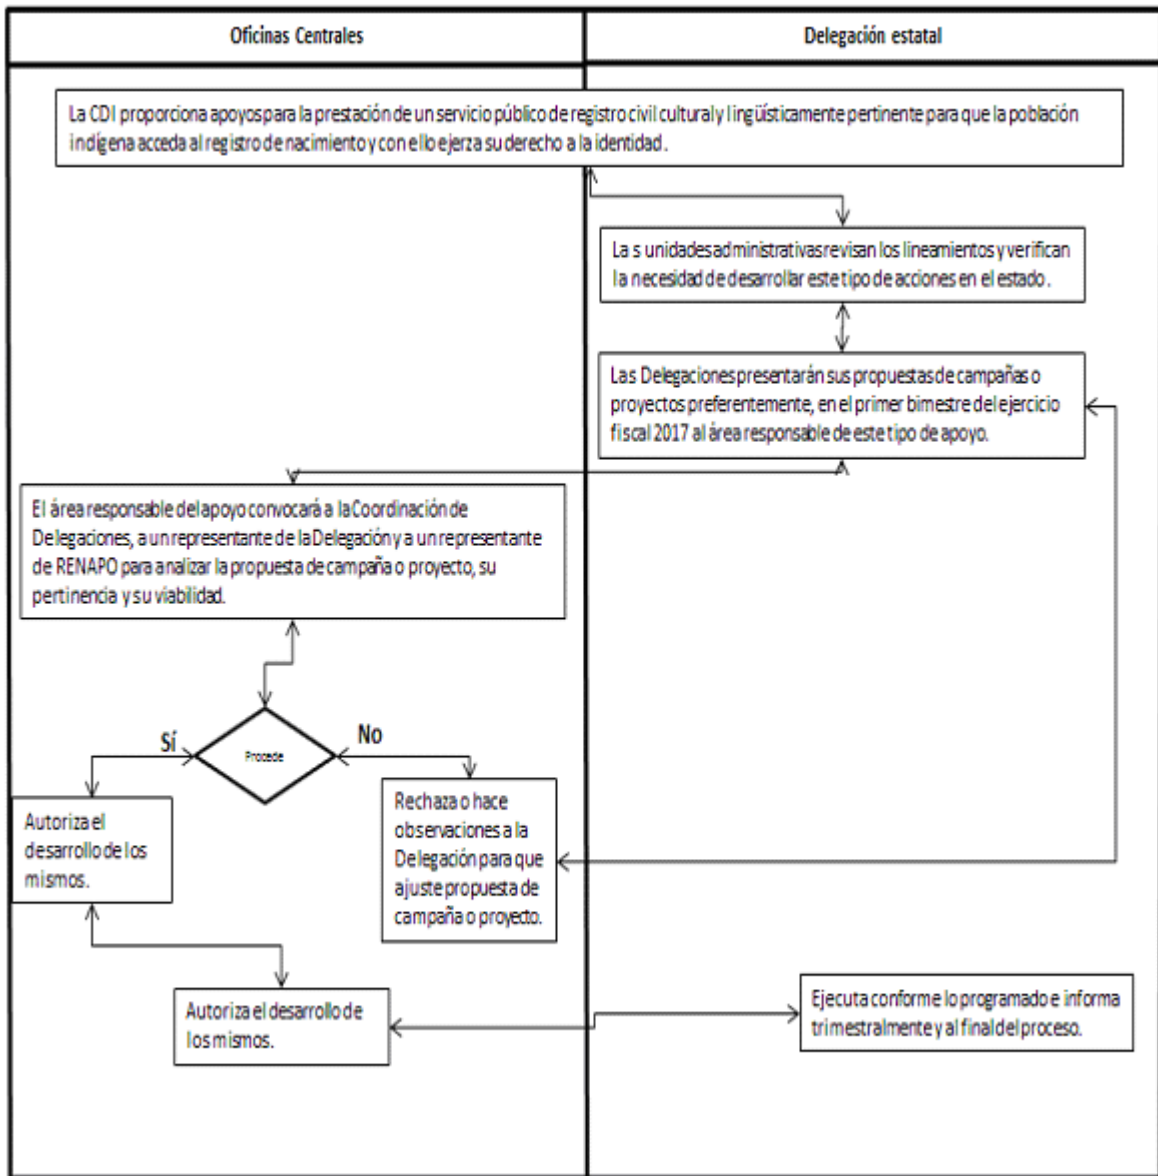 Oficinas Centrales
Delegación estatal
La CDI proporciona apoyos para la prestación de un servicio público de registro civil cultural y lingüísticamente pertinente para que la población
indígena acceda al registro de nacimiento y con ello ejerza su derecho a la identidad.
La s unidades administrativas revisan los lineamientos y verifican
la necesidad de desarrollar este tipo de acciones en el estado.
Las Delegaciones presentarán sus propuestas de campañas o
proyectos preferentemente, en el primer bimestre del ejercicio
fiscal 2017 al área responsable de este tipo de apoyo.
El área responsable del apoyo convocará a la Coordinación de
Delegaciones, a un representante de la Delegación y a un representante
de RENAPO para analizar la propuesta de campaña o proyecto, su
pertinencia y su viabilidad.
Sí
Procede
No
Autoriza el
desarrollo de los
mismos.
Rechaza o hace
observaciones a la
Delegación para que
ajuste propuesta de
campaña o proyecto.
Autoriza el desarrollo de
los mismos.
Ejecuta conforme lo programado e informa
trimestralmente y al final del proceso.